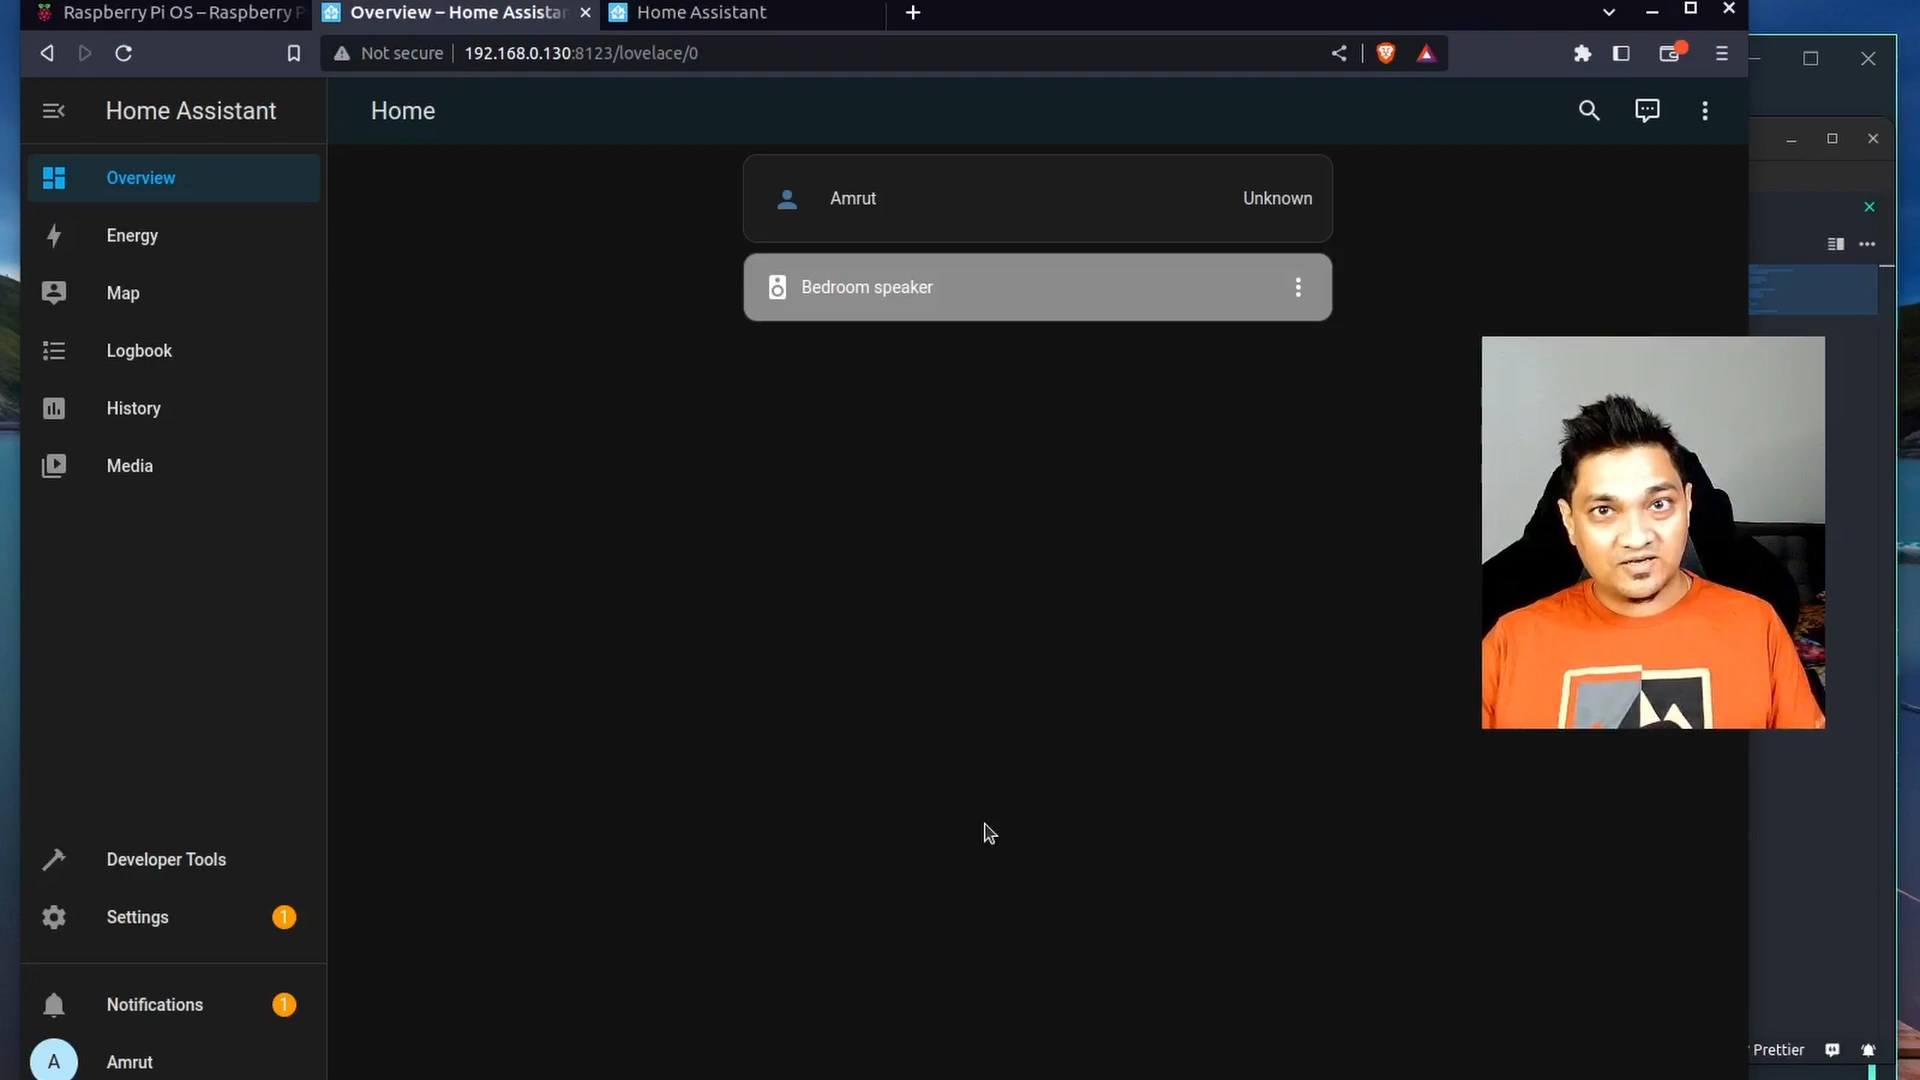 Raspberry Pi OS – Raspberry P
Overview – Home Assistan
Home Assistant
Not secure
192.168.0.130:8123/lovelace/0
Home Assistant
Home
Overview
Energy
Map
Logbook
History
Media
Developer Tools
Settings
1
Notifications
1
A
Amrut
Amrut
Unknown
Bedroom speaker
Prettier